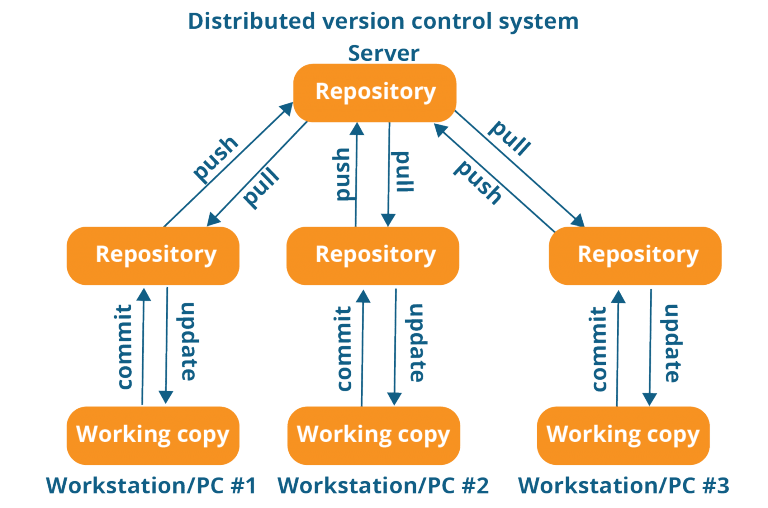 Distributed version control system
Server
Repository
push
pull
push
pull
push
pull
Repository
Repository
Repository
commit
update
commit
update
commit
update
Working copy
Working copy
Working copy
Workstation/PC #1
Workstation/PC #2
Workstation/PC #3